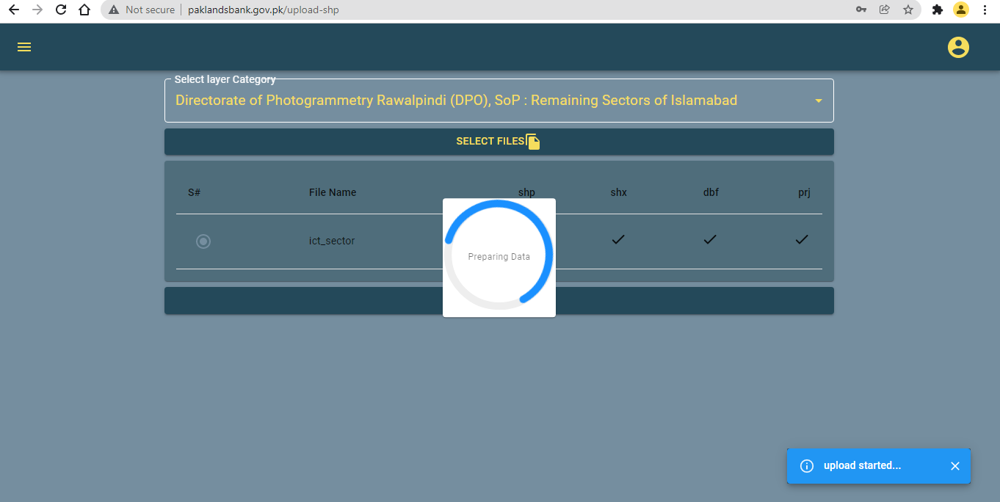 Not secure
paklandsbank.gov.pk/upload-shp
Select layer Category
Directorate of Photogrammetry Rawalpindi (DPO), SoP : Remaining Sectors of Islamabad
SELECT FILES
S# File Name shp shx dbf prj
ict_sector
Preparing Data
upload started...